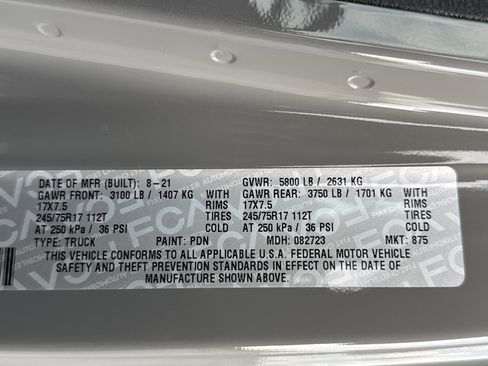 DATE OF MFR (BUILT): 8-21 GVWR: 5800 LB / 2631 KG
GAWR FRONT: 3100 LB / 1407 KG WITH GAWR REAR: 3750 LB / 1701 KG WITH
17X7.5 RIMS 17X7.5 RIMS
245/75R17 112T TIRES 245/75R17 112T TIRES
AT 250 kPa / 36 PSI COLD AT 250 kPa / 36 PSI COLD
TYPE: TRUCK PAINT: PDN MDH: 082723 MKT: 875
THIS VEHICLE CONFORMS TO ALL APPLICABLE U.S.A. FEDERAL MOTOR VEHICLE
SAFETY AND THEFT PREVENTION STANDARDS IN EFFECT ON THE DATE OF
MANUFACTURE SHOWN ABOVE.